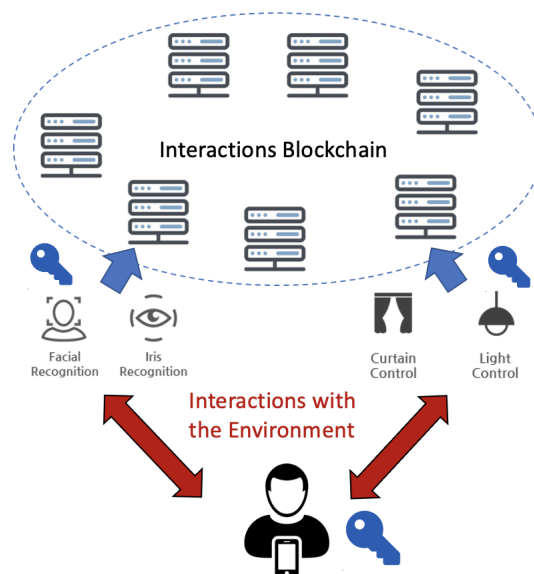 Interactions Blockchain
Facial
Recognition
Iris
Recognition
Curtain
Control
Light
Control
Interactions with
the Environment